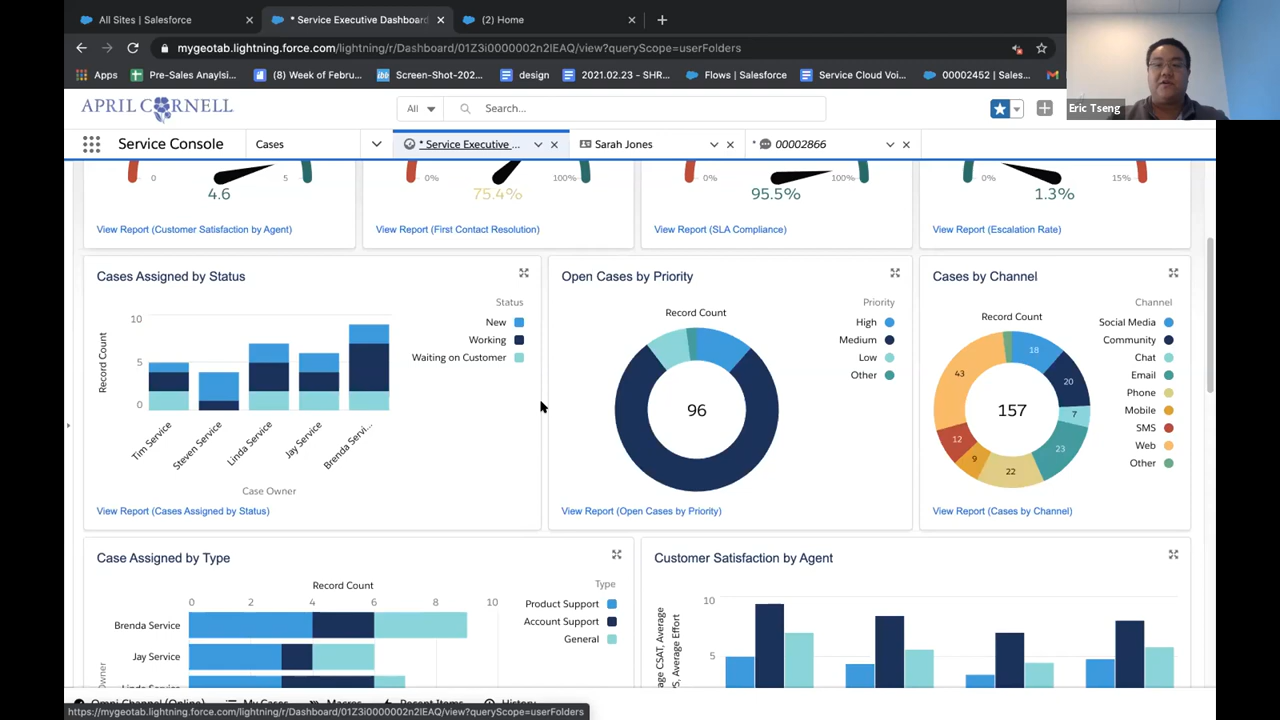 All Sites | Salesforce
* Service Executive Dashboard
(2) Home
mygeotab.lightning.force.com/lightning/r/Dashboard/01Z3i0000002n2lEAQ/view?queryScope=userFolders
Apps
Pre-Sales Anaylsi...
(8) Week of Febru...
Screen-Shot-202...
design
2021.02.23 - SHR...
Flows | Salesforce
Service Cloud Voi...
00002452 | Sales...
Eric Tseng
APRIL CORNELL
All
Search...
Service Console
Cases
* Service Executive ...
Sarah Jones
* 00002866
0
5
4.6
0%
100%
75.4%
0%
100%
95.5%
0%
15%
1.3%
View Report (Customer Satisfaction by Agent)
View Report (First Contact Resolution)
View Report (SLA Compliance)
View Report (Escalation Rate)
Cases Assigned by Status
Status
New
Working
Waiting on Customer
Record Count
10
5
0
Tim Service
Steven Service
Linda Service
Jay Service
Brenda Servi...
Case Owner
View Report (Cases Assigned by Status)
Open Cases by Priority
Record Count
Priority
High
Medium
Low
Other
96
View Report (Open Cases by Priority)
Cases by Channel
Record Count
Channel
Social Media
Community
Chat
Email
Phone
Mobile
SMS
Web
Other
18
20
7
23
22
9
12
43
157
View Report (Cases by Channel)
Case Assigned by Type
Record Count
0 2 4 6 8 10
Type
Product Support
Account Support
General
Brenda Service
Jay Service
Customer Satisfaction by Agent
10
5
https://mygeotab.lightning.force.com/lightning/r/Dashboard/01Z3i0000002n2lEAQ/view?queryScope=userFolders